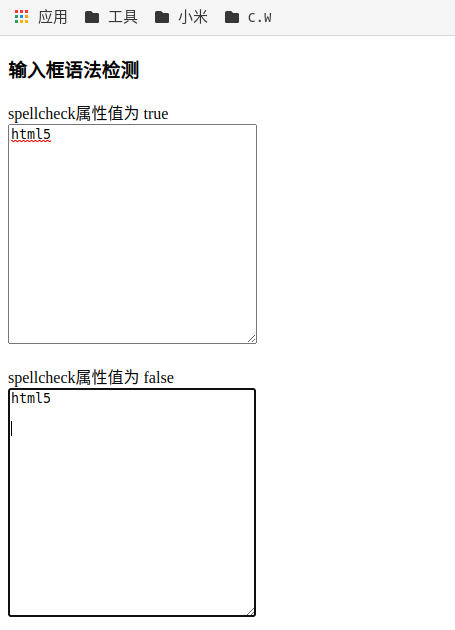 应用 工具 小米 C.W
输入框语法检测
spellcheck属性值为 true
html5
spellcheck属性值为 false
html5